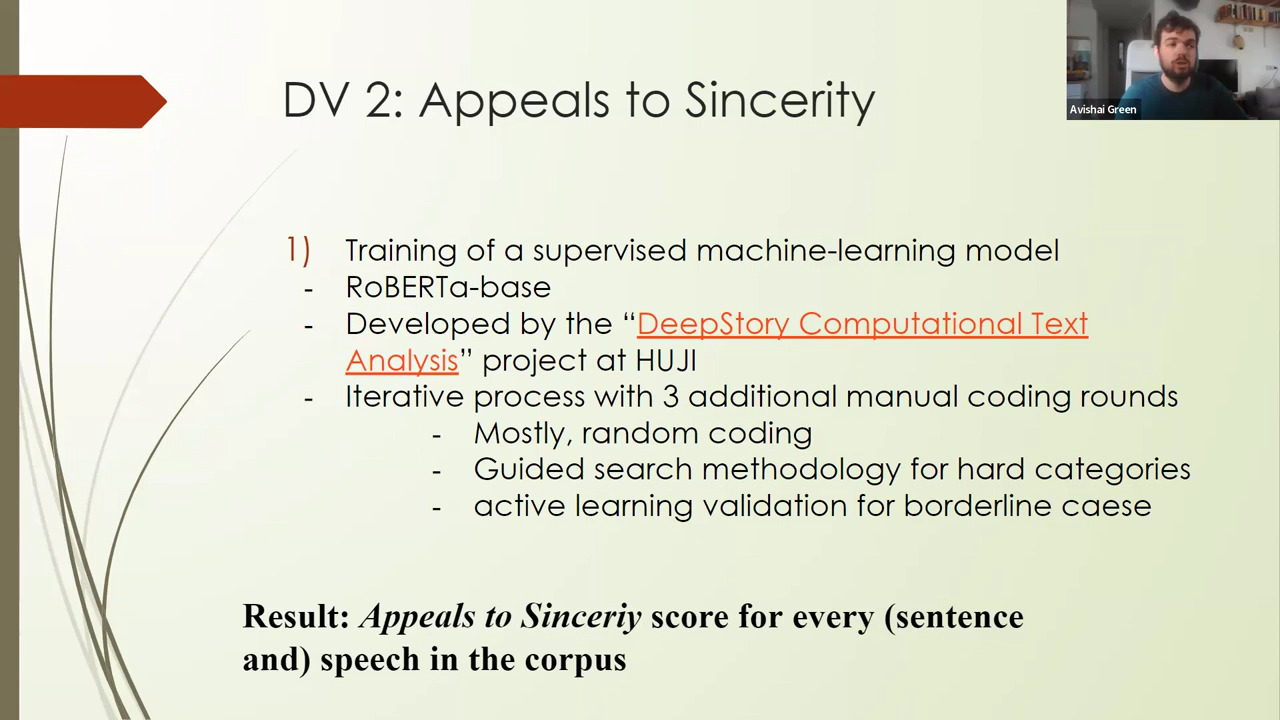 DV 2: Appeals to Sincerity
Avishai Green
1) Training of a supervised machine-learning model
- RoBERTa-base
- Developed by the “DeepStory Computational Text
Analysis” project at HUJI
- Iterative process with 3 additional manual coding rounds
- Mostly, random coding
- Guided search methodology for hard categories
- active learning validation for borderline caese
Result: Appeals to Sinceriy score for every (sentence
and) speech in the corpus